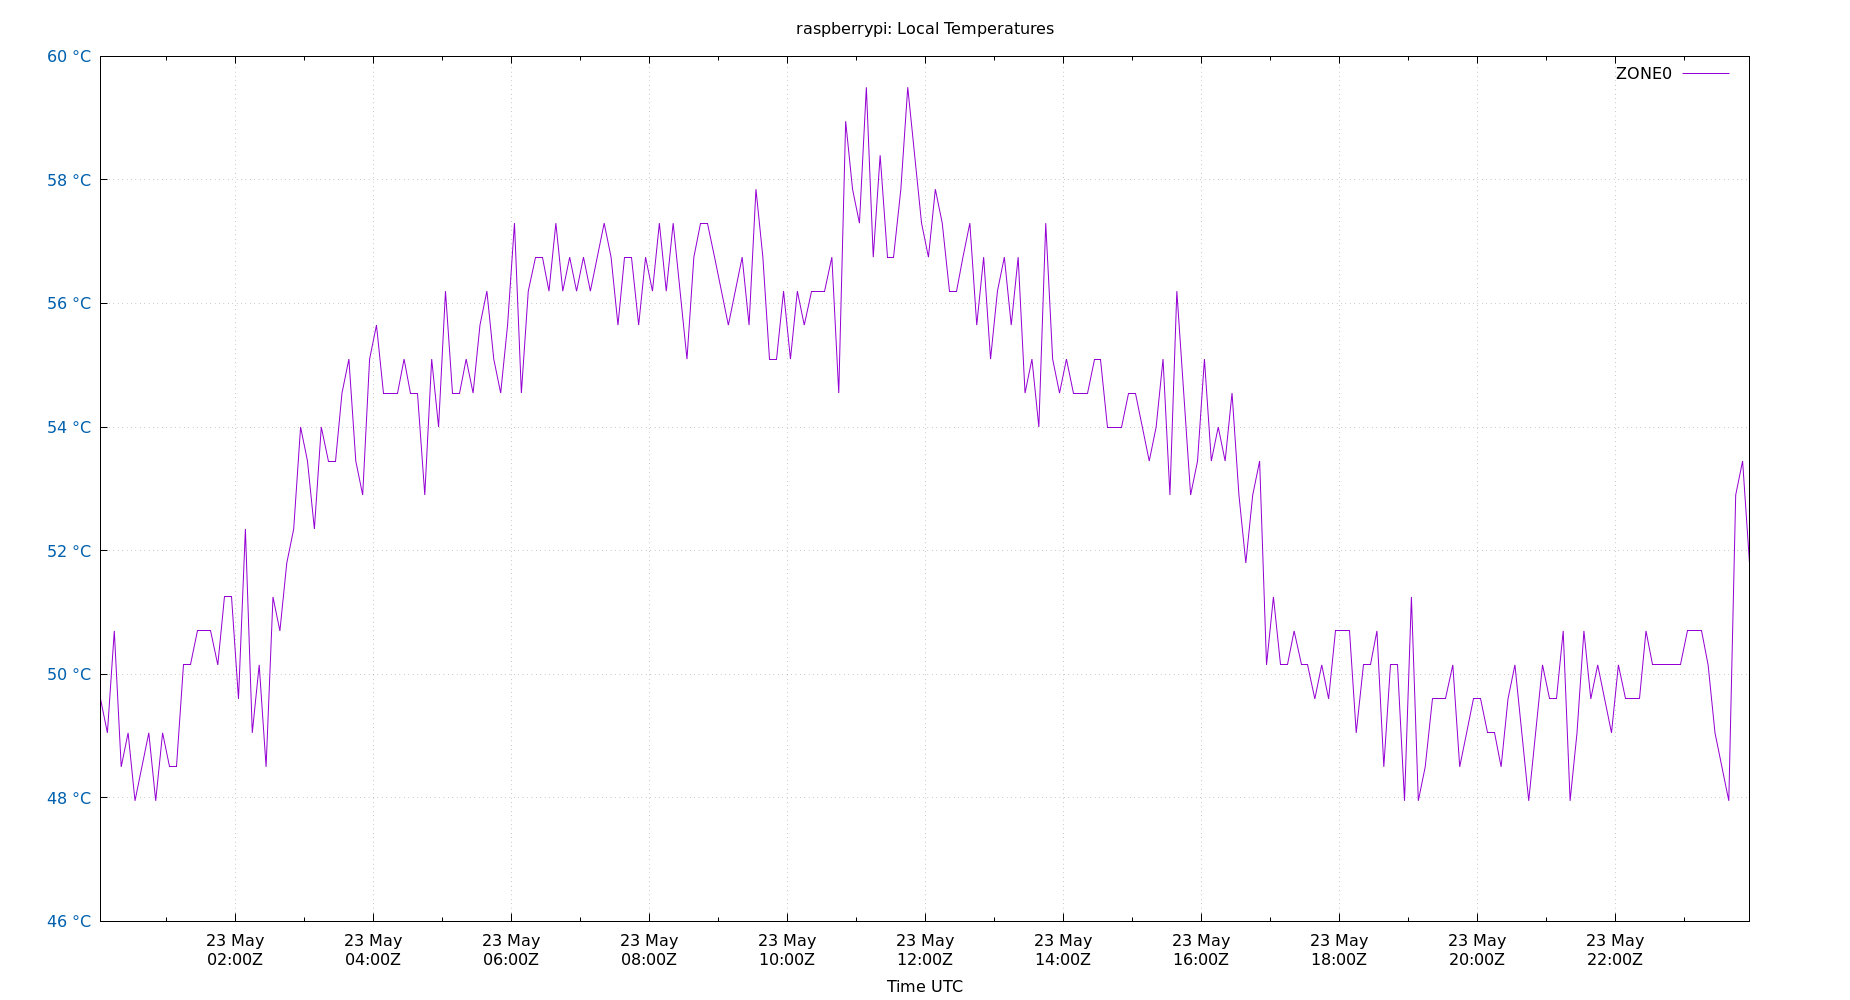 raspberrypi: Local Temperatures
60 °C
ZONE0
58 °C
56 °C
54 °C
52 °C
50 °C
48 °C
46 °C
23 May 23 May 23 May 23 May 23 May 23 May 23 May 23 May 23 May 23 May 23 May
02:00Z 04:00Z 06:00Z 08:00Z 10:00Z 12:00Z 14:00Z 16:00Z 18:00Z 20:00Z 22:00Z
Time UTC